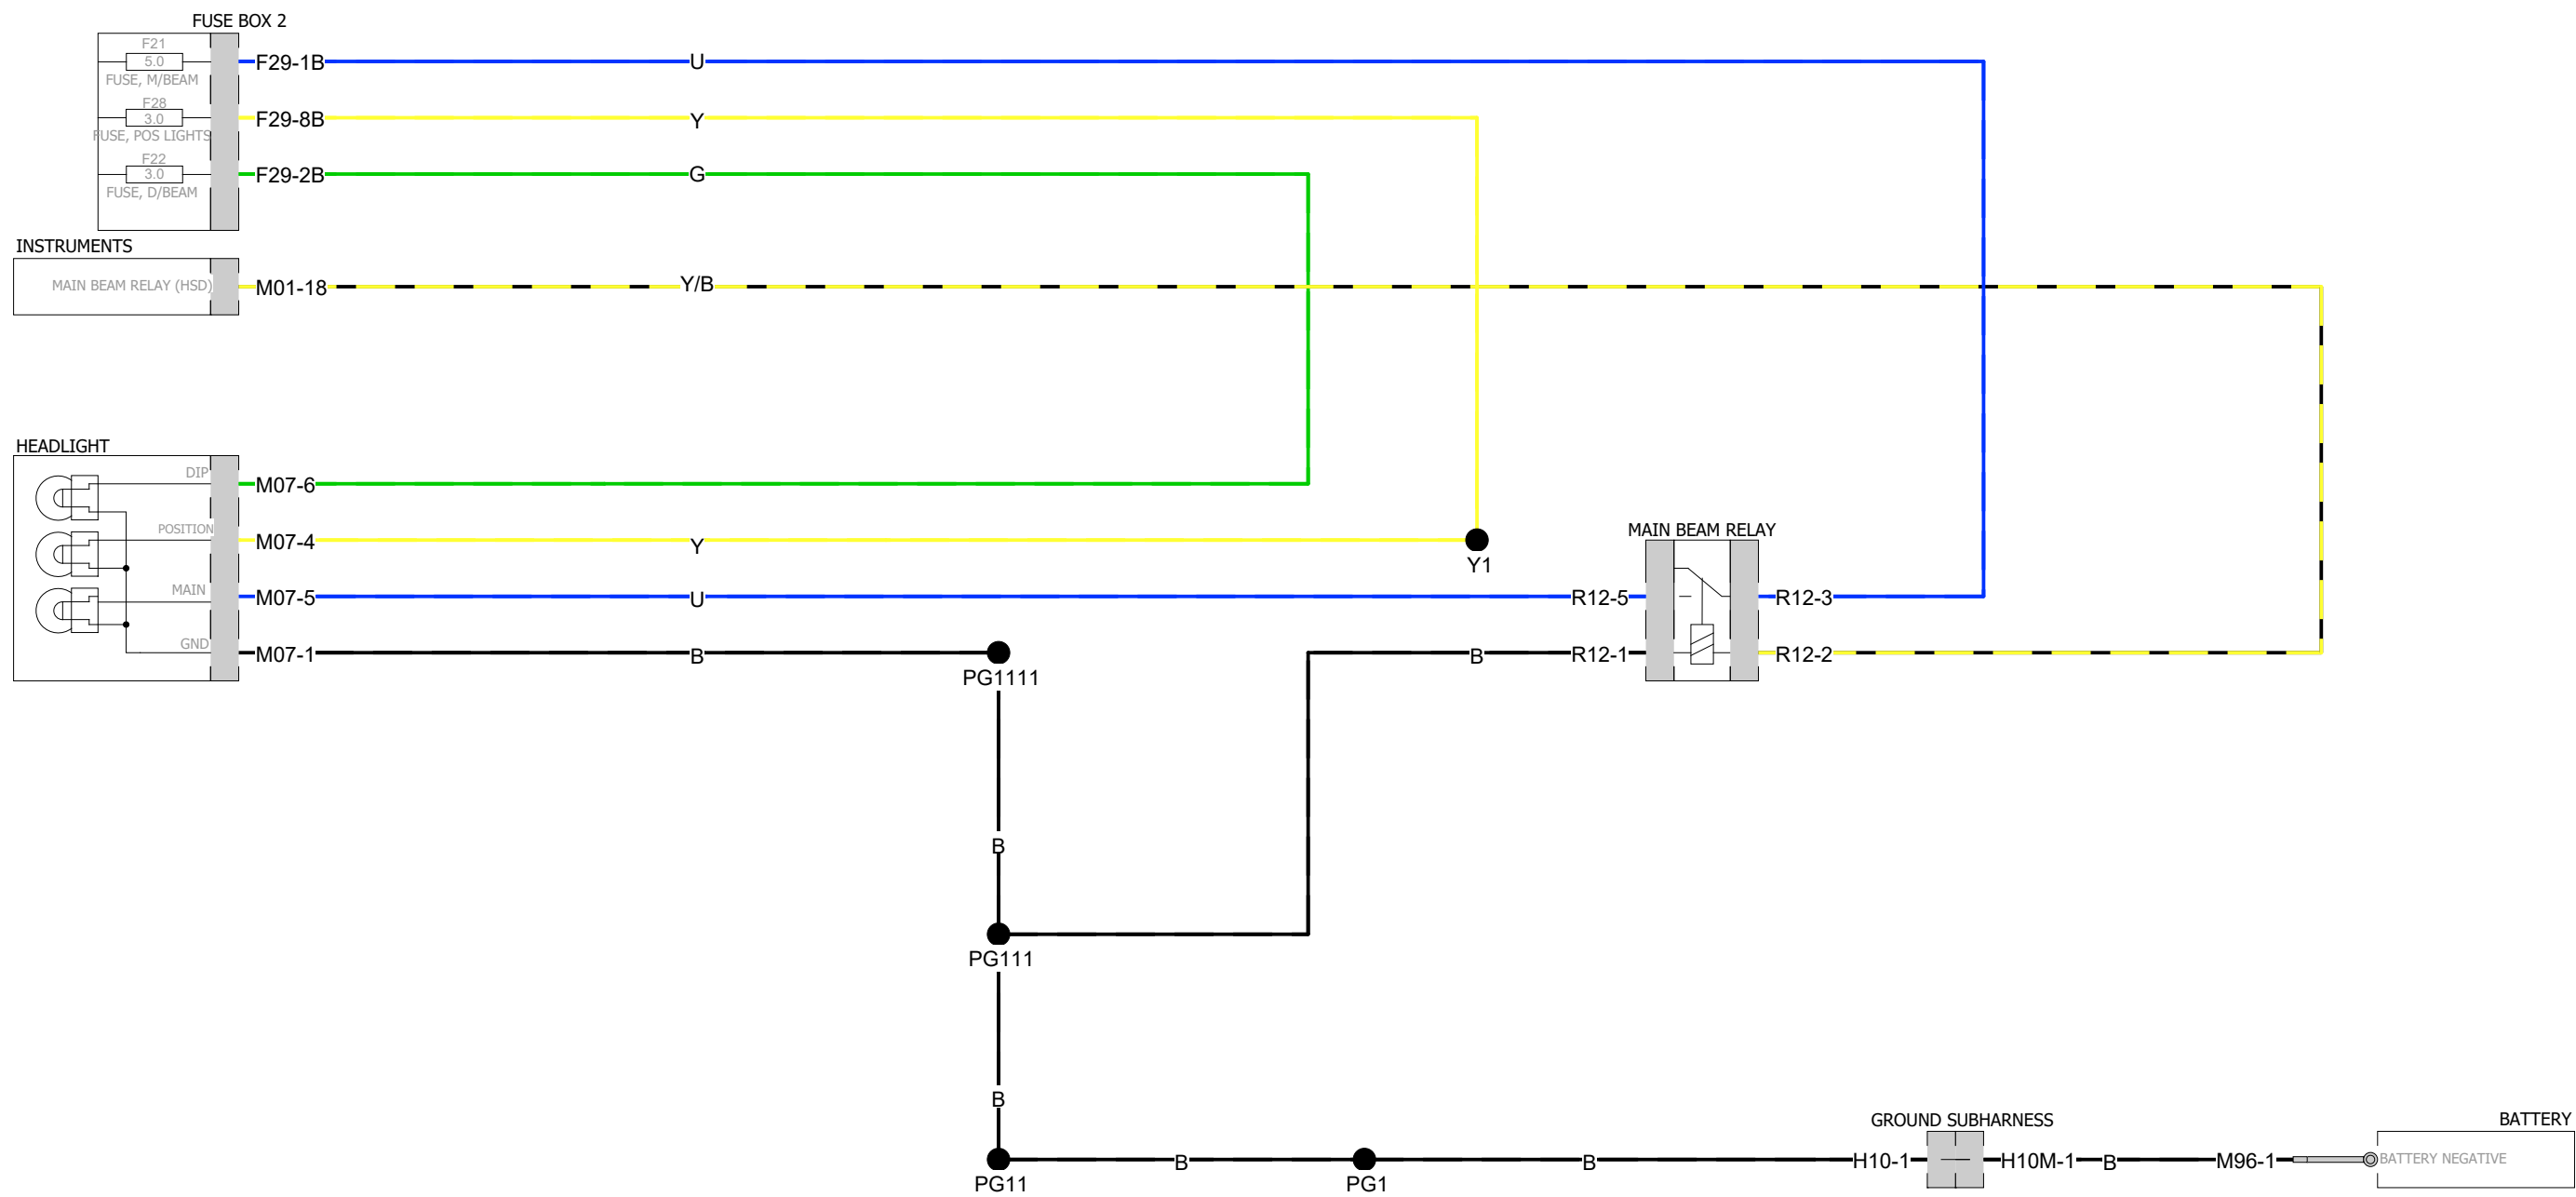 FUSE BOX 2
F21
5.0
FUSE, M/BEAM
F29-1B
U
F28
3.0
FUSE, POS LIGHTS
F29-8B
Y
F22
3.0
FUSE, D/BEAM
F29-2B
G
INSTRUMENTS
MAIN BEAM RELAY (HSD)
M01-18
Y/B
HEADLIGHT
DIP
M07-6
POSITION
M07-4
Y
Y1
MAIN BEAM RELAY
MAIN
M07-5
U
R12-5
R12-3
GND
M07-1
B
PG1111
B
R12-1
R12-2
B
PG111
B
PG11
B
PG1
B
GROUND SUBHARNESS
H10-1
H10M-1
B
M96-1
BATTERY
BATTERY NEGATIVE